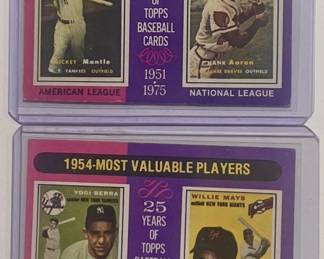 OF TOPPS
BASEBALL
CARDS
1951
1975
MICKEY Mantle
N. Y. YANKEES OUTFIELD
HANK Aaron
BRAVES OUTFIELD
AMERICAN LEAGUE
NATIONAL LEAGUE
1954-MOST VALUABLE PLAYERS
YOGI BERRA
NEW YORK YANKEES
WILLIE MAYS
NEW YORK GIANTS
25
YEARS
OF TOPPS
BASEBALL